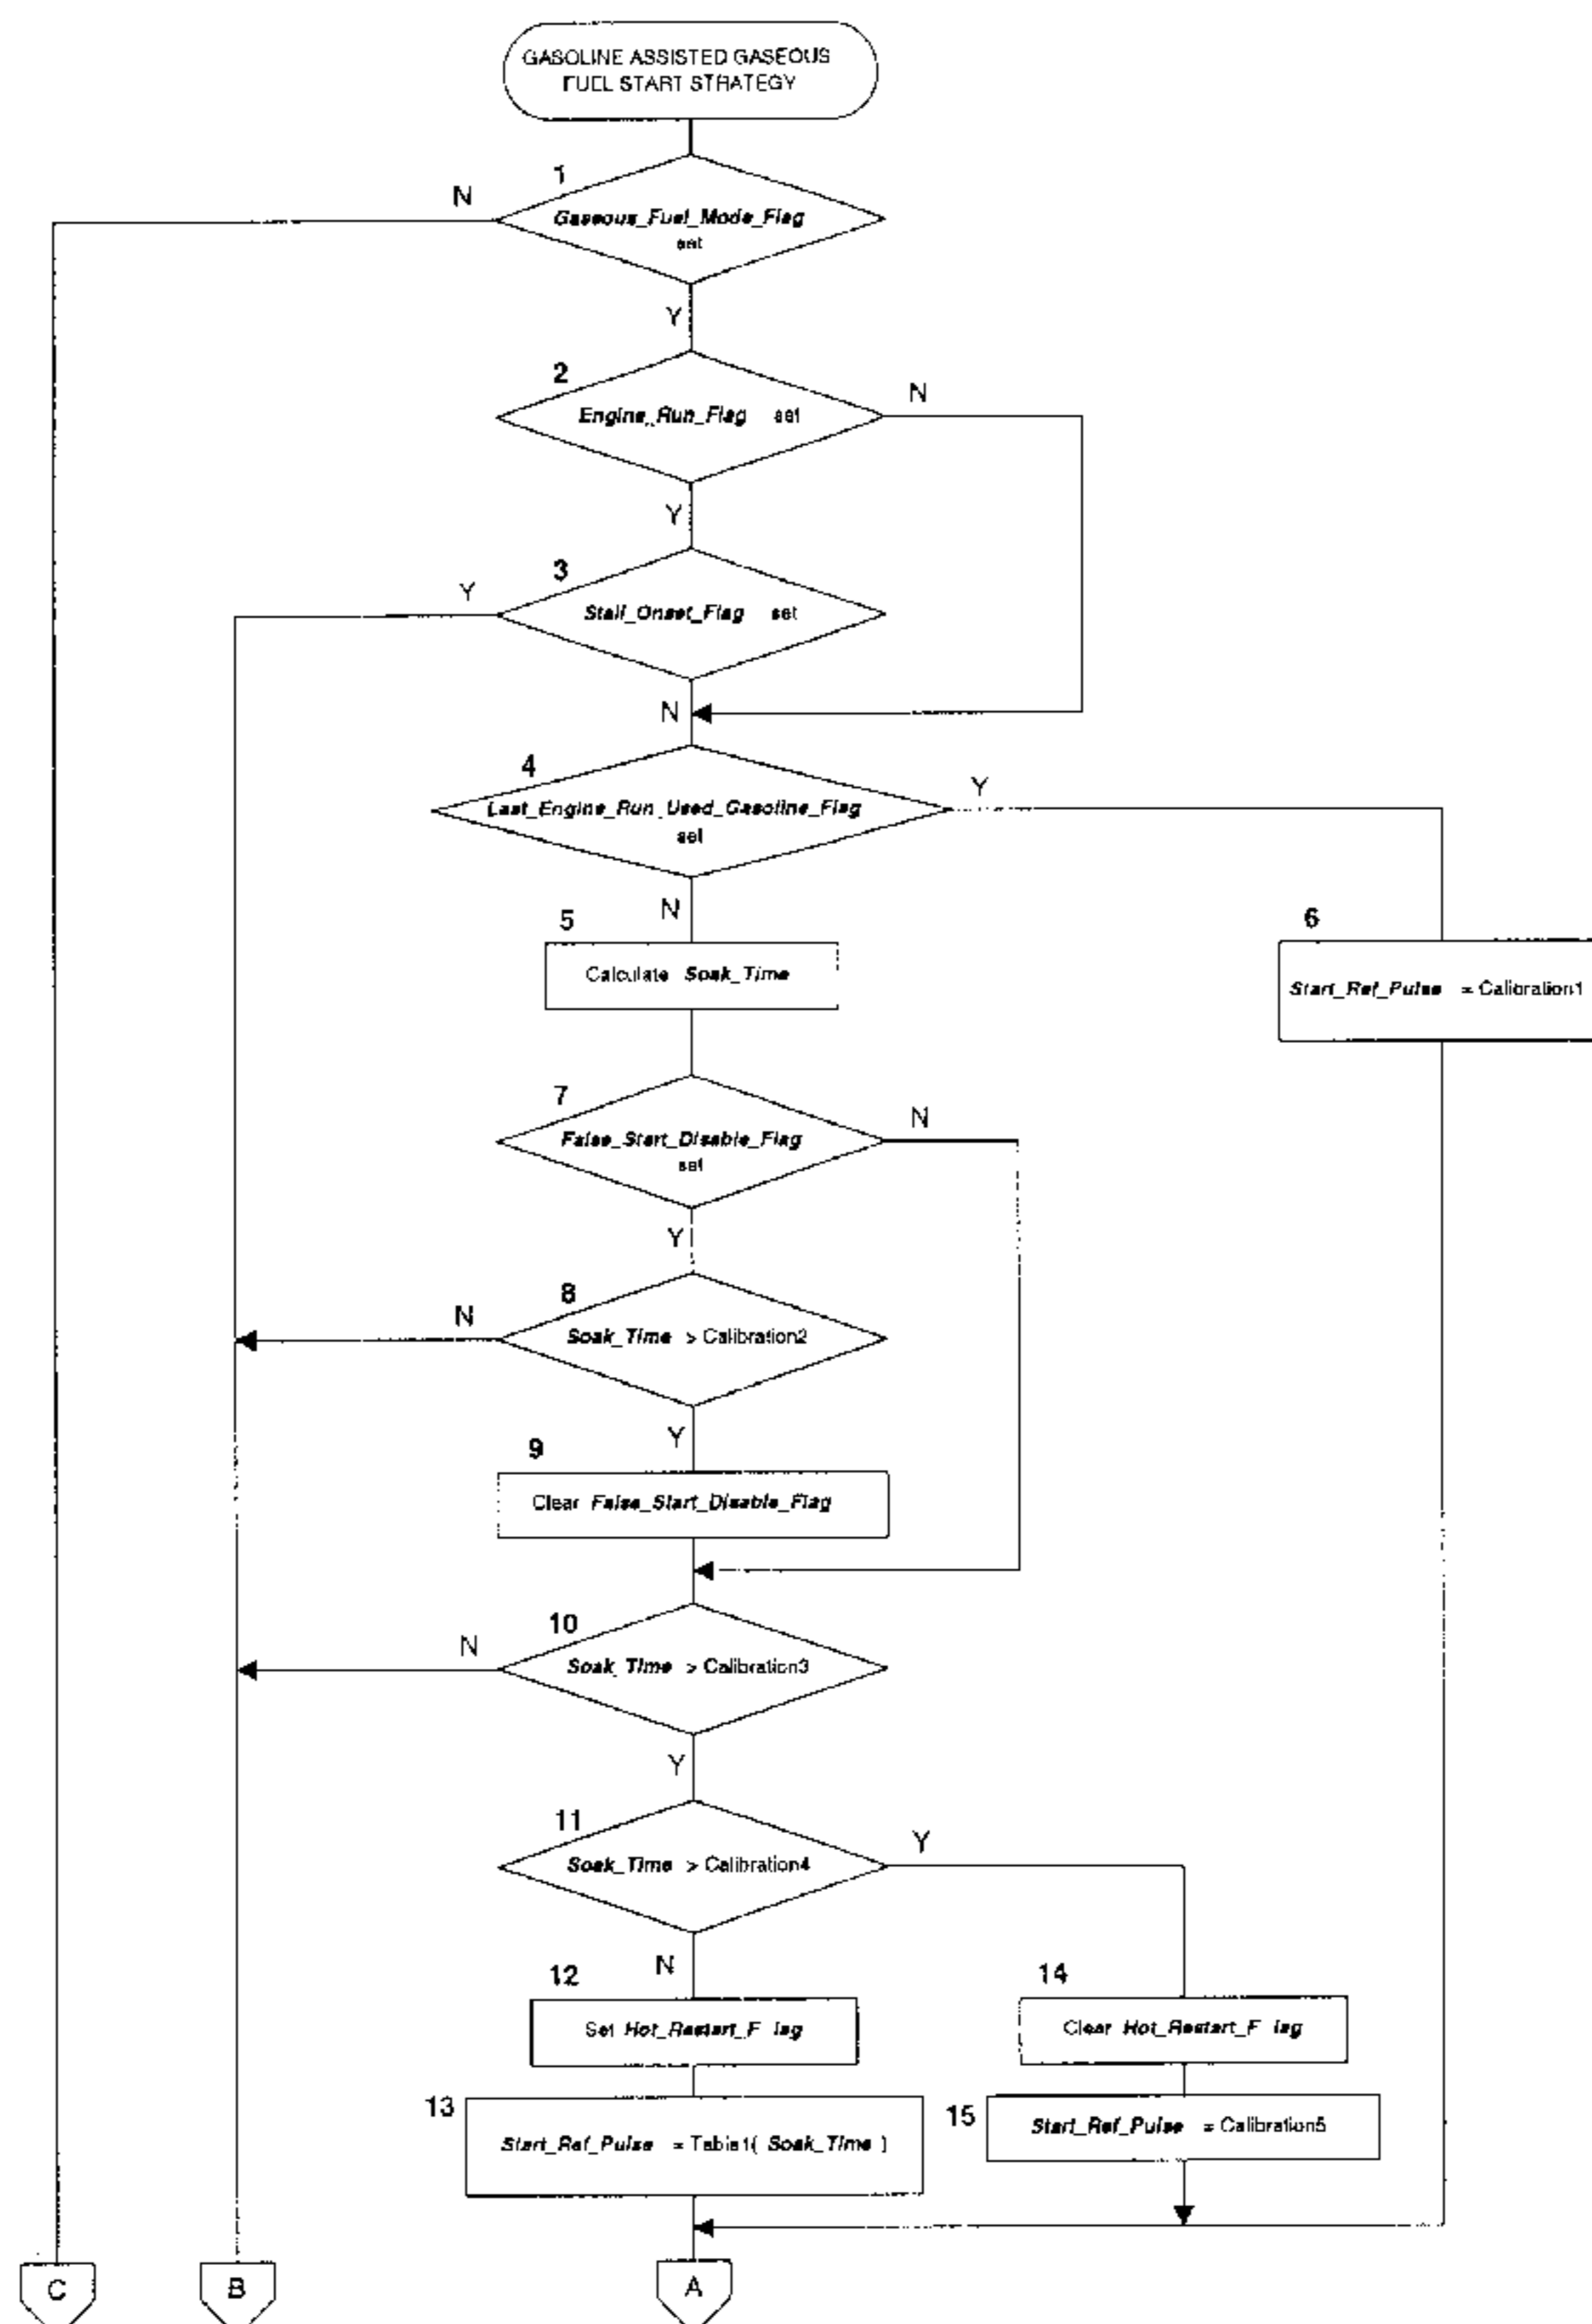 GASOLINE ASSISTED GASEOUS
FUEL START STRATEGY
1
N
Gaseous_Fuel_Mode_Flag
set
Y
2
N
Engine_Run_Flag set
Y
3
Y
Stall_Onset_Flag set
N
4
Y
Last_Engine_Run_Used_Gasoline_Flag
set
N
5
6
Calculate Soak_Time
Start_Ref_Pulse = Calibration1
7
N
False_Start_Disable_Flag
set
Y
8
N
Soak_Time > Calibration2
Y
9
Clear False_Start_Disable_Flag
10
N
Soak_Time > Calibration3
Y
11
Y
Soak_Time > Calibration4
N
12
14
Set Hot_Restart_F lag
Clear Hot_Restart_F lag
13
15
Start_Ref_Pulse = Table1( Soak_Time )
Start_Ref_Pulse = Calibration5
C
B
A